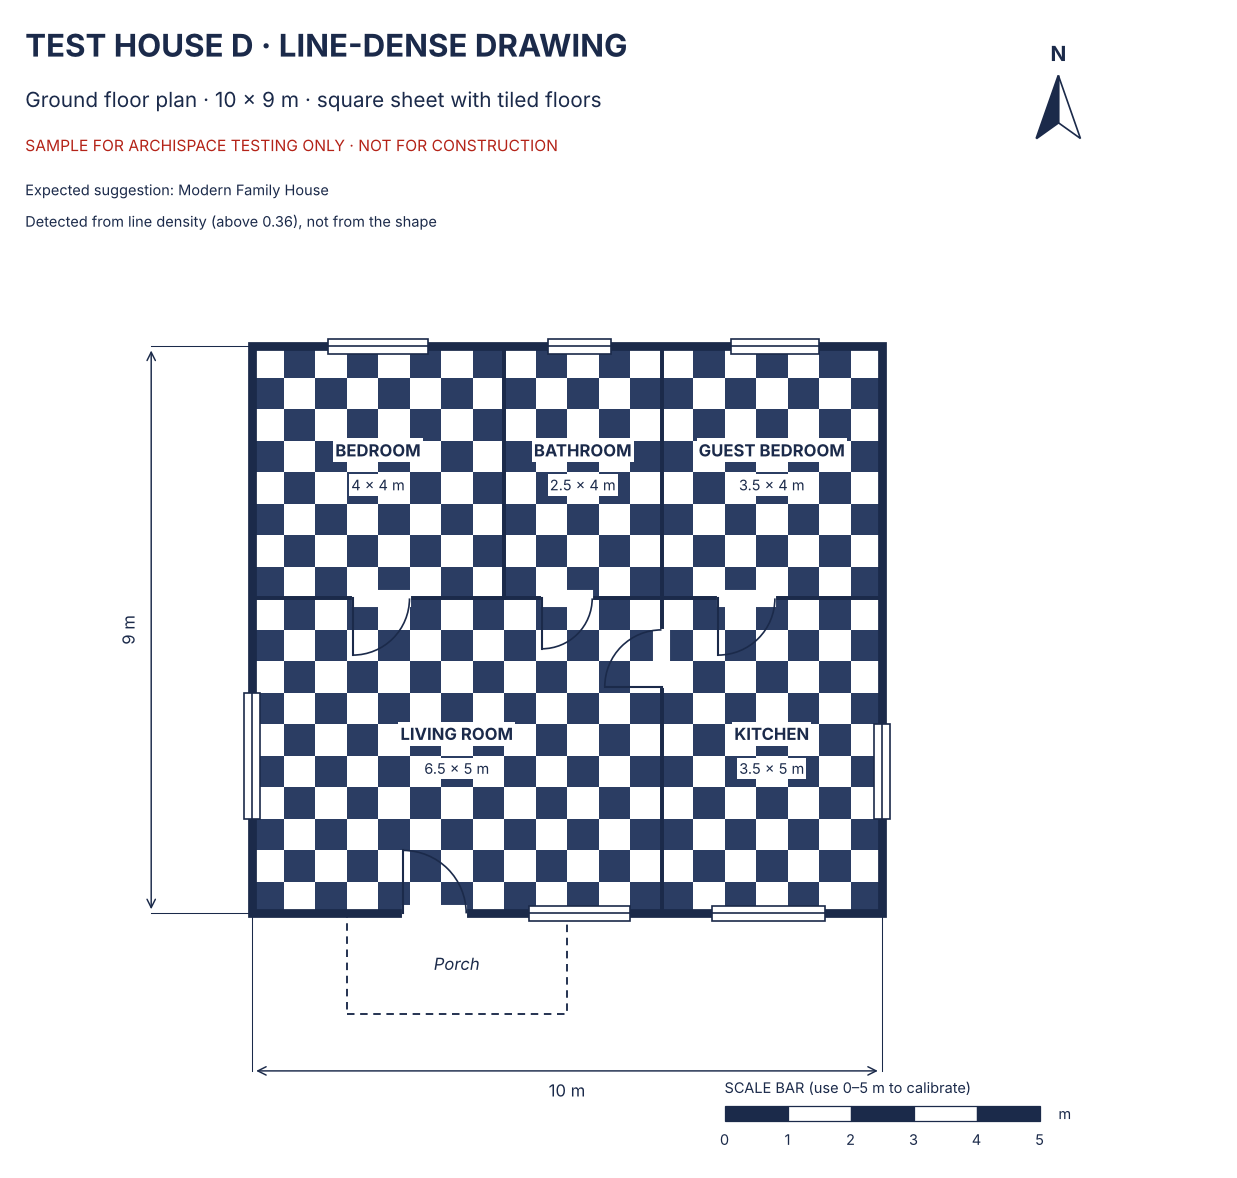 TEST HOUSE D · LINE-DENSE DRAWING
N
Ground floor plan · 10 × 9 m · square sheet with tiled floors
SAMPLE FOR ARCHISPACE TESTING ONLY · NOT FOR CONSTRUCTION
Expected suggestion: Modern Family House
Detected from line density (above 0.36), not from the shape
BEDROOM
4 × 4 m
BATHROOM
2.5 × 4 m
GUEST BEDROOM
3.5 × 4 m
9 m
LIVING ROOM
6.5 × 5 m
KITCHEN
3.5 × 5 m
Porch
10 m
SCALE BAR (use 0–5 m to calibrate)
m
0 1 2 3 4 5